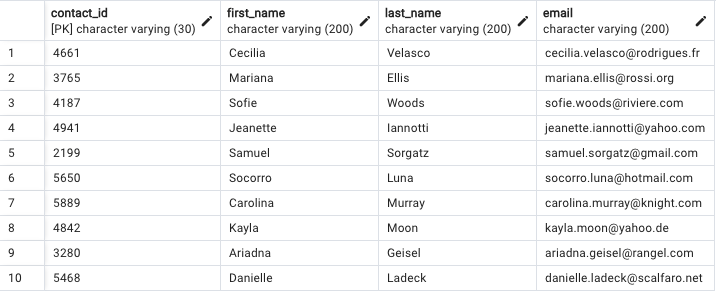 contact_id first_name last_name email
[PK] character varying (30) character varying (200) character varying (200) character varying (200)
1 4661 Cecilia Velasco cecilia.velasco@rodrigues.fr
2 3765 Mariana Ellis mariana.ellis@rossi.org
3 4187 Sofie Woods sofie.woods@riviere.com
4 4941 Jeanette Iannotti jeanette.iannotti@yahoo.com
5 2199 Samuel Sorgatz samuel.sorgatz@gmail.com
6 5650 Socorro Luna socorro.luna@hotmail.com
7 5889 Carolina Murray carolina.murray@knight.com
8 4842 Kayla Moon kayla.moon@yahoo.de
9 3280 Ariadna Geisel ariadna.geisel@rangel.com
10 5468 Danielle Ladeck danielle.ladeck@scalfaro.net